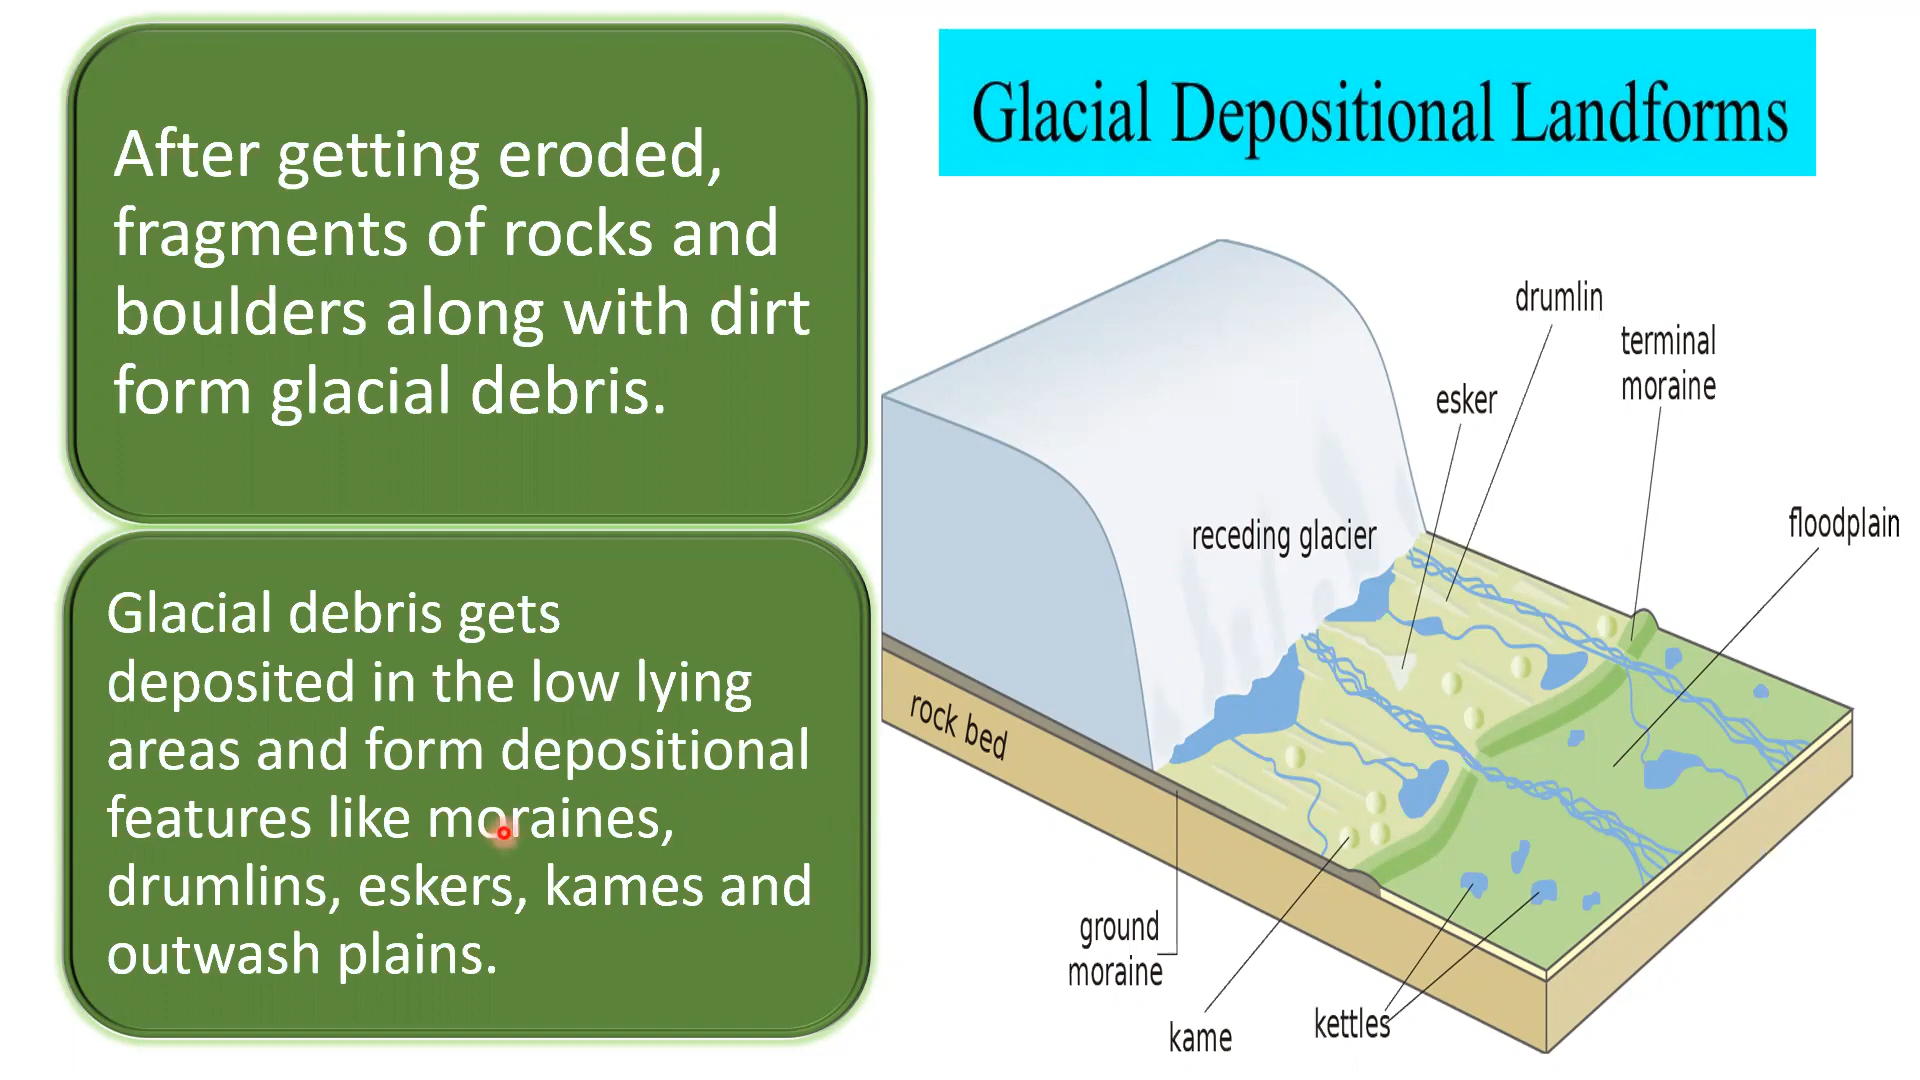 After getting eroded,
fragments of rocks and
boulders along with dirt
form glacial debris.
Glacial debris gets
deposited in the low lying
areas and form depositional
features like moraines,
drumlins, eskers, kames and
outwash plains.
Glacial Depositional Landforms
drumlin
terminal
moraine
esker
floodplain
receding glacier
rock bed
ground
moraine
kame
kettles